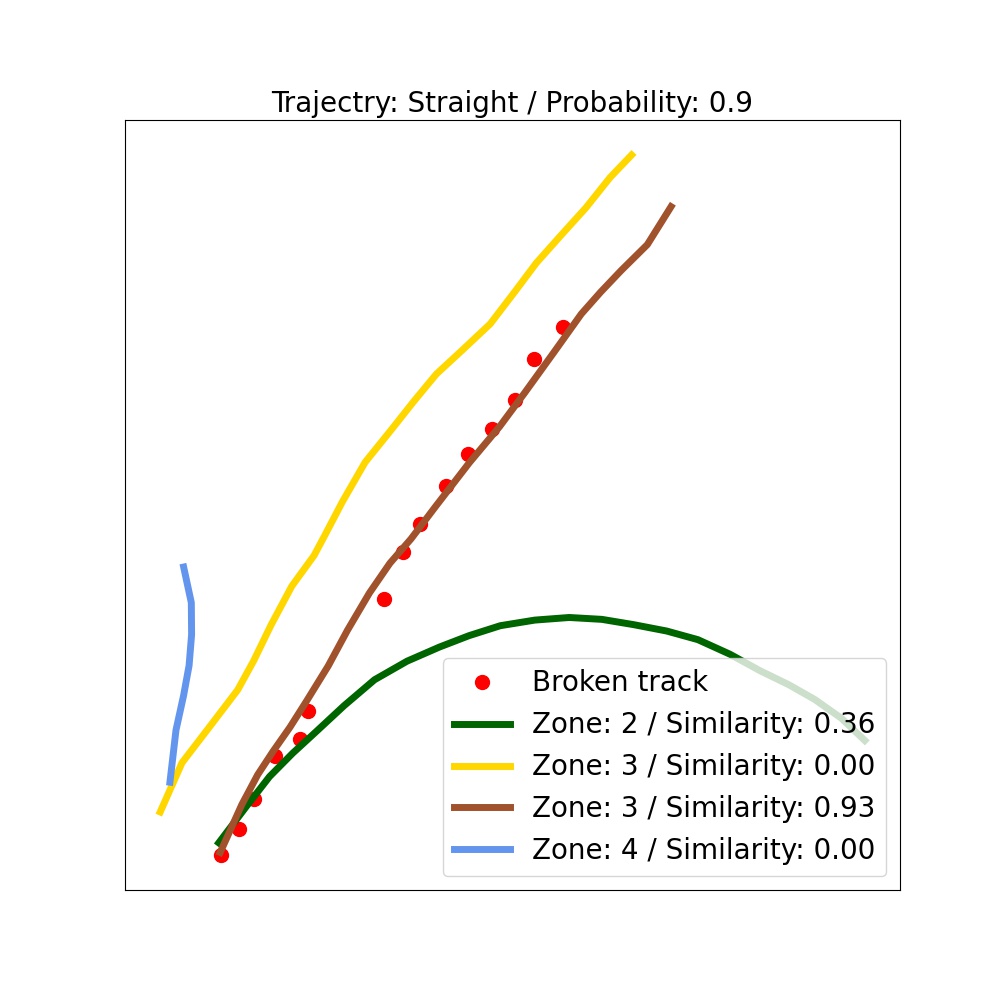 Trajectry: Straight / Probability: 0.9
Broken track
Zone: 2 / Similarity: 0.36
Zone: 3 / Similarity: 0.00
Zone: 3 / Similarity: 0.93
Zone: 4 / Similarity: 0.00